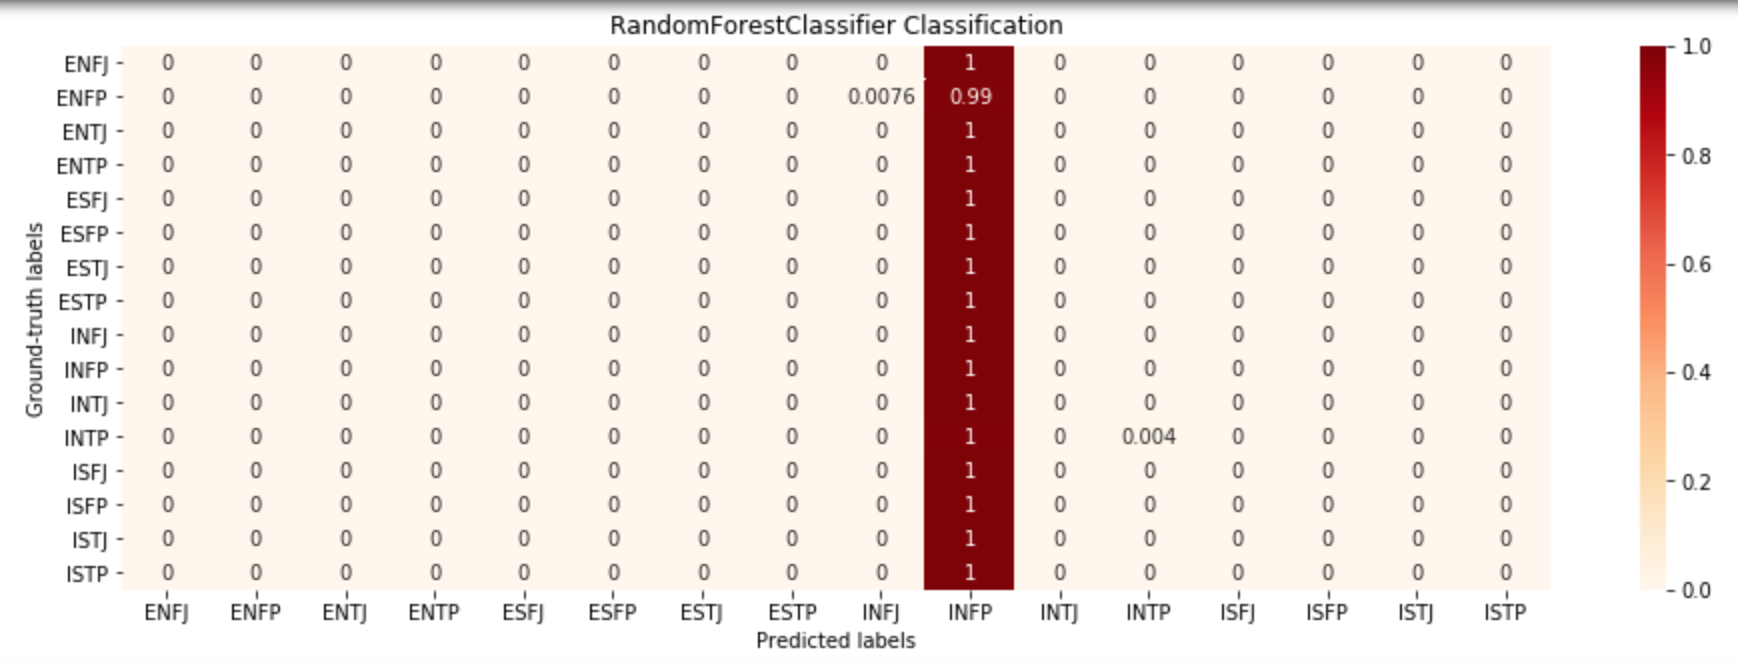 RandomForestClassifier Classification
ENFJ 0 0 0 0 0 0 0 0 0 1 0 0 0 0 0 0
ENFP 0 0 0 0 0 0 0 0 0.0076 0.99 0 0 0 0 0 0
ENTJ 0 0 0 0 0 0 0 0 0 1 0 0 0 0 0 0
ENTP 0 0 0 0 0 0 0 0 0 1 0 0 0 0 0 0
ESFJ 0 0 0 0 0 0 0 0 0 1 0 0 0 0 0 0
ESFP 0 0 0 0 0 0 0 0 0 1 0 0 0 0 0 0
ESTJ 0 0 0 0 0 0 0 0 0 1 0 0 0 0 0 0
ESTP 0 0 0 0 0 0 0 0 0 1 0 0 0 0 0 0
INFJ 0 0 0 0 0 0 0 0 0 1 0 0 0 0 0 0
INFP 0 0 0 0 0 0 0 0 0 1 0 0 0 0 0 0
INTJ 0 0 0 0 0 0 0 0 0 1 0 0 0 0 0 0
INTP 0 0 0 0 0 0 0 0 0 1 0 0.004 0 0 0 0
ISFJ 0 0 0 0 0 0 0 0 0 1 0 0 0 0 0 0
ISFP 0 0 0 0 0 0 0 0 0 1 0 0 0 0 0 0
ISTJ 0 0 0 0 0 0 0 0 0 1 0 0 0 0 0 0
ISTP 0 0 0 0 0 0 0 0 0 1 0 0 0 0 0 0
ENFJ ENFP ENTJ ENTP ESFJ ESFP ESTJ ESTP INFJ INFP INTJ INTP ISFJ ISFP ISTJ ISTP
Predicted labels
Ground-truth labels
1.0
0.8
0.6
0.4
0.2
0.0